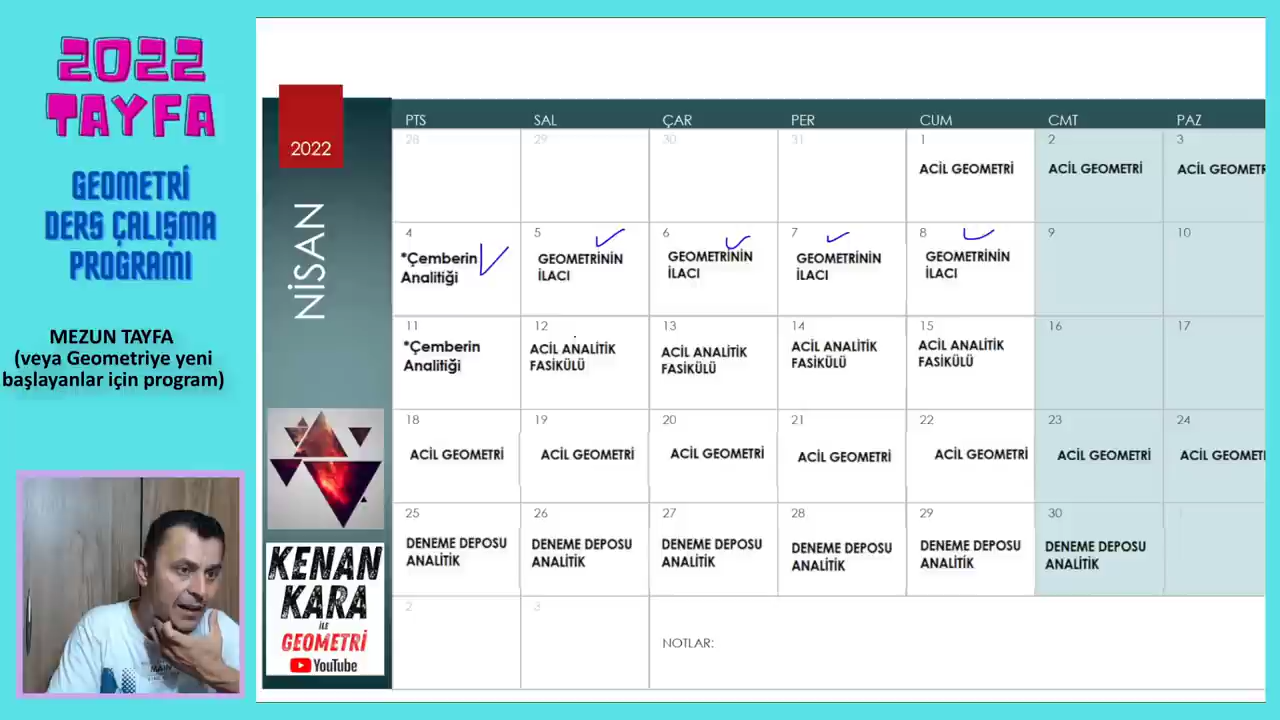 2022
TAYFA
GEOMETRİ
DERS ÇALIŞMA
PROGRAMI
MEZUN TAYFA
(veya Geometriye yeni
başlayanlar için program)
2022
NİSAN
PTS SAL ÇAR PER CUM CMT PAZ
28 29 30 31 1 2 3
ACİL GEOMETRİ ACİL GEOMETRİ ACİL GEOMETR
4 5 6 7 8 9 10
*Çemberin GEOMETRİNİN GEOMETRİNİN GEOMETRİNİN GEOMETRİNİN
Analitiği İLACI İLACI İLACI İLACI
11 12 13 14 15 16 17
*Çemberin ACİL ANALİTİK ACİL ANALİTİK ACİL ANALİTİK ACİL ANALİTİK
Analitiği FASİKÜLÜ FASİKÜLÜ FASİKÜLÜ FASİKÜLÜ
18 19 20 21 22 23 24
ACİL GEOMETRİ ACİL GEOMETRİ ACİL GEOMETRİ ACİL GEOMETRİ ACİL GEOMETRİ ACİL GEOMETRİ ACİL GEOMET
25 26 27 28 29 30 1
DENEME DEPOSU DENEME DEPOSU DENEME DEPOSU DENEME DEPOSU DENEME DEPOSU DENEME DEPOSU
ANALİTİK ANALİTİK ANALİTİK ANALİTİK ANALİTİK ANALİTİK
2 3
NOTLAR:
KENAN
KARA
İLE
GEOMETRİ
YouTube